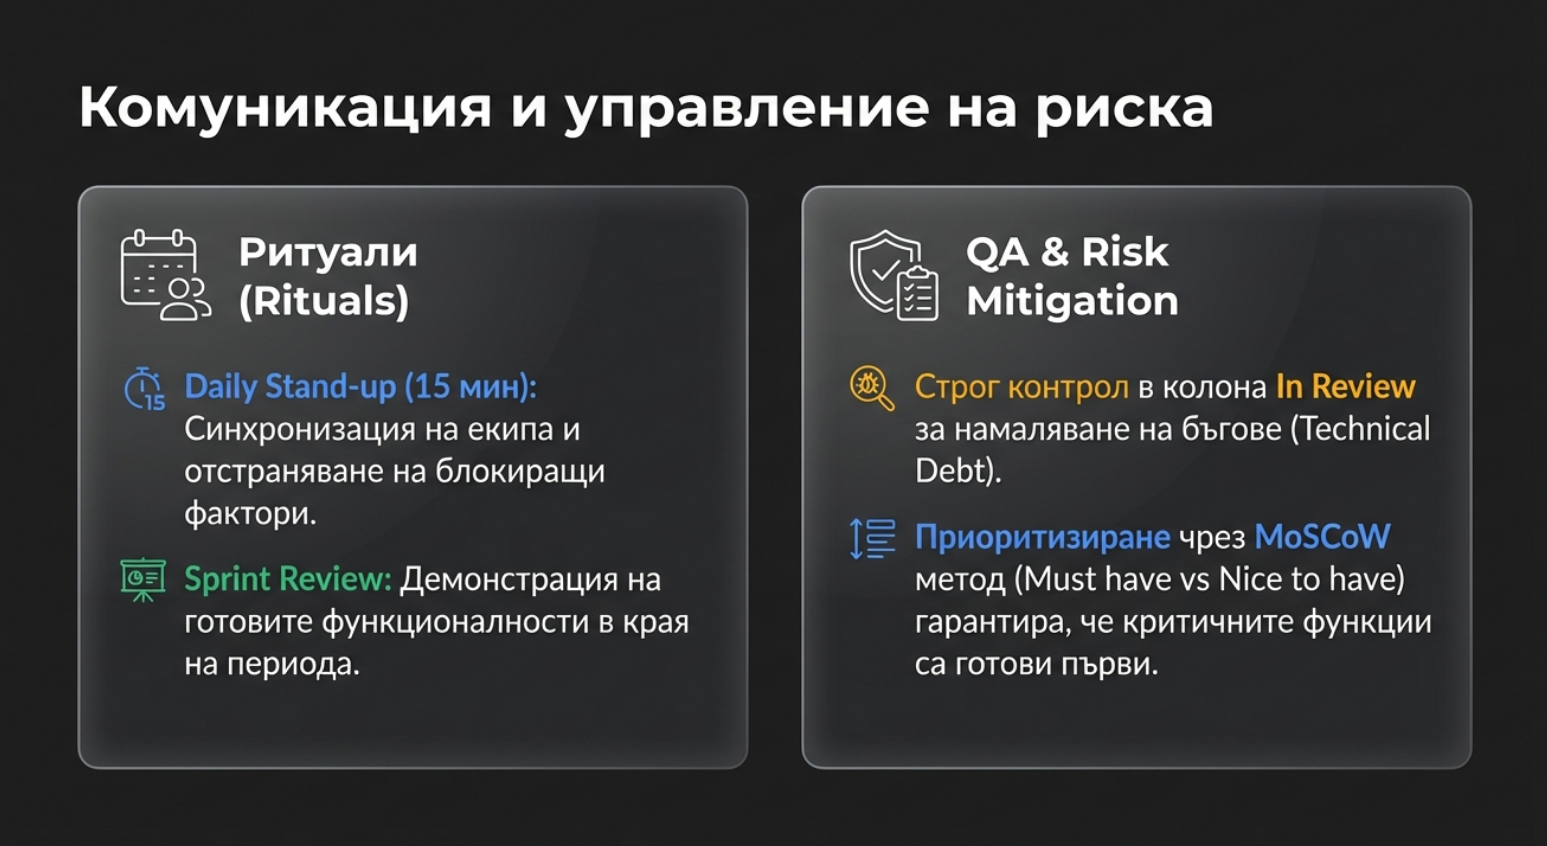 Комуникация и управление на риска
Ритуали
(Rituals)
15
Daily Stand-up (15 мин):
Синхронизация на екипа и
отстраняване на блокиращи
фактори.
Sprint Review: Демонстрация на
готовите функционалности в края
на периода.
QA & Risk
Mitigation
Строг контрол в колона In Review
за намаляване на бъгове (Technical
Debt).
Приоритизиране чрез MoSCoW
метод (Must have vs Nice to have)
гарантира, че критичните функции
са готови първи.